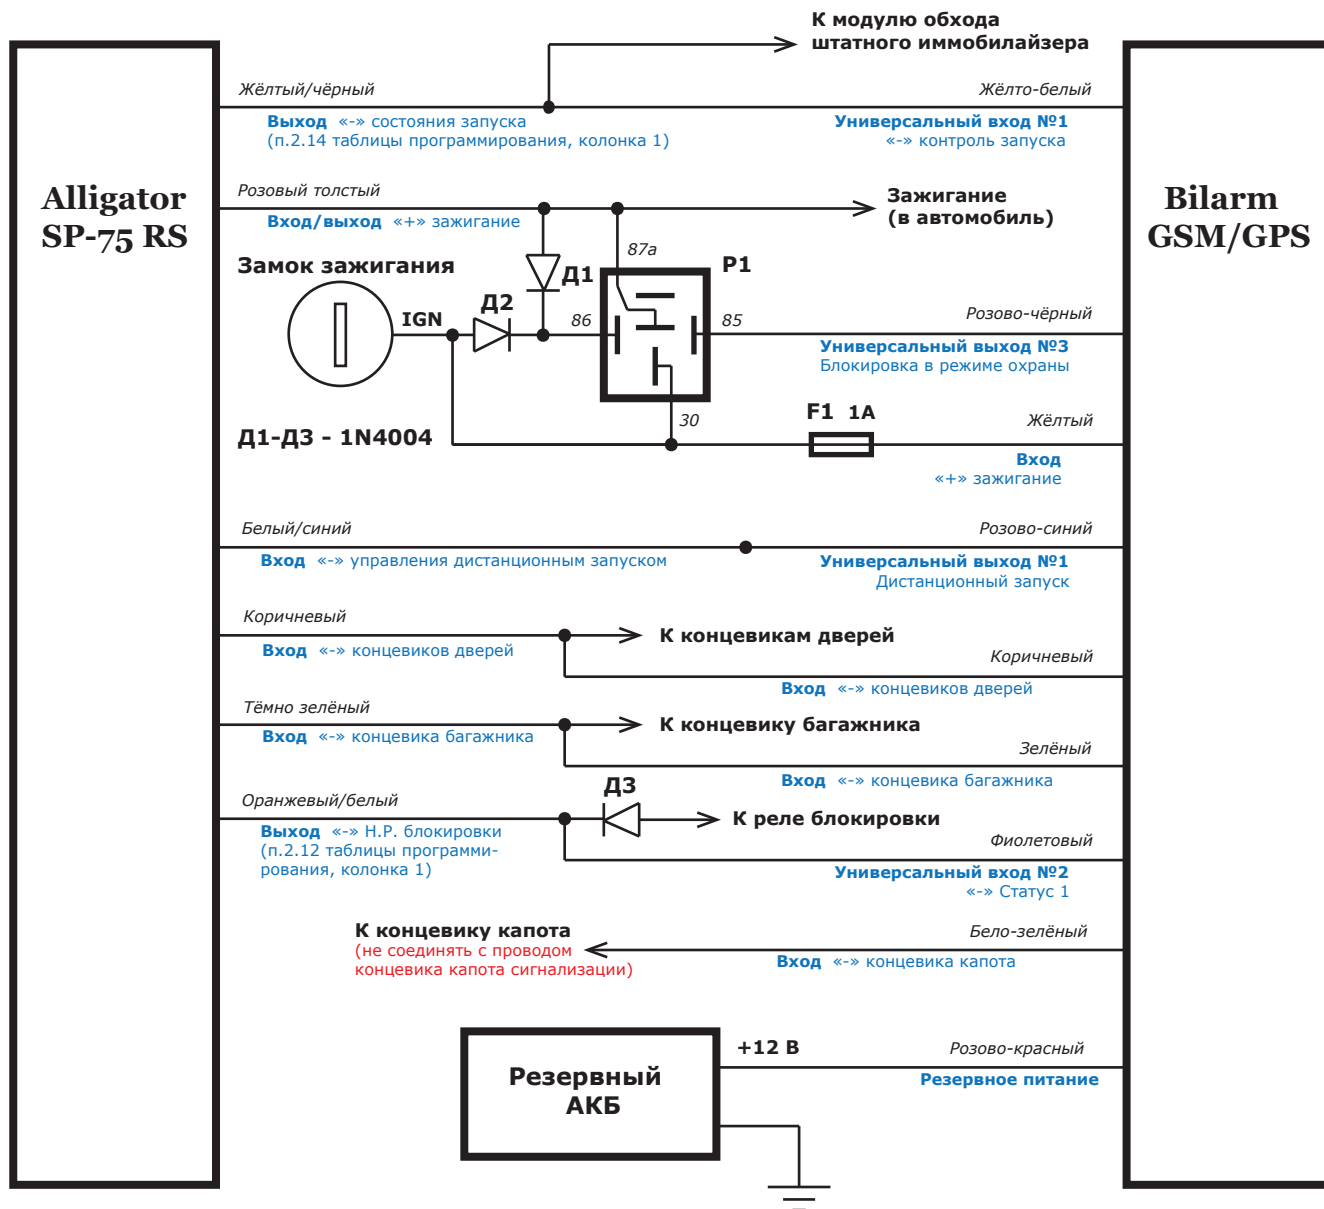 К модулю обхода
штатного иммобилайзера
Жёлтый/чёрный
Жёлто-белый
Выход «-» состояния запуска
(п.2.14 таблицы программирования, колонка 1)
Универсальный вход №1
«-» контроль запуска
Alligator
SP-75 RS
Bilarm
GSM/GPS
Розовый толстый
Вход/выход «+» зажигание
Зажигание
(в автомобиль)
87a
Р1
Замок зажигания
Д1
Д2
IGN
86
85
Розово-чёрный
Универсальный выход №3
Блокировка в режиме охраны
30
F1 1А
Жёлтый
Д1-Д3 - 1N4004
Вход
«+» зажигание
Белый/синий
Розово-синий
Вход «-» управления дистанционным запуском
Универсальный выход №1
Дистанционный запуск
Коричневый
Вход «-» концевиков дверей
К концевикам дверей
Коричневый
Вход «-» концевиков дверей
Тёмно зелёный
Вход «-» концевика багажника
К концевику багажника
Зелёный
Вход «-» концевика багажника
Оранжевый/белый
Д3
К реле блокировки
Выход «-» Н.Р. блокировки
(п.2.12 таблицы программи-
рования, колонка 1)
Фиолетовый
Универсальный вход №2
«-» Статус 1
К концевику капота
(не соединять с проводом
концевика капота сигнализации)
Бело-зелёный
Вход «-» концевика капота
Резервный
АКБ
+12 В
Розово-красный
Резервное питание